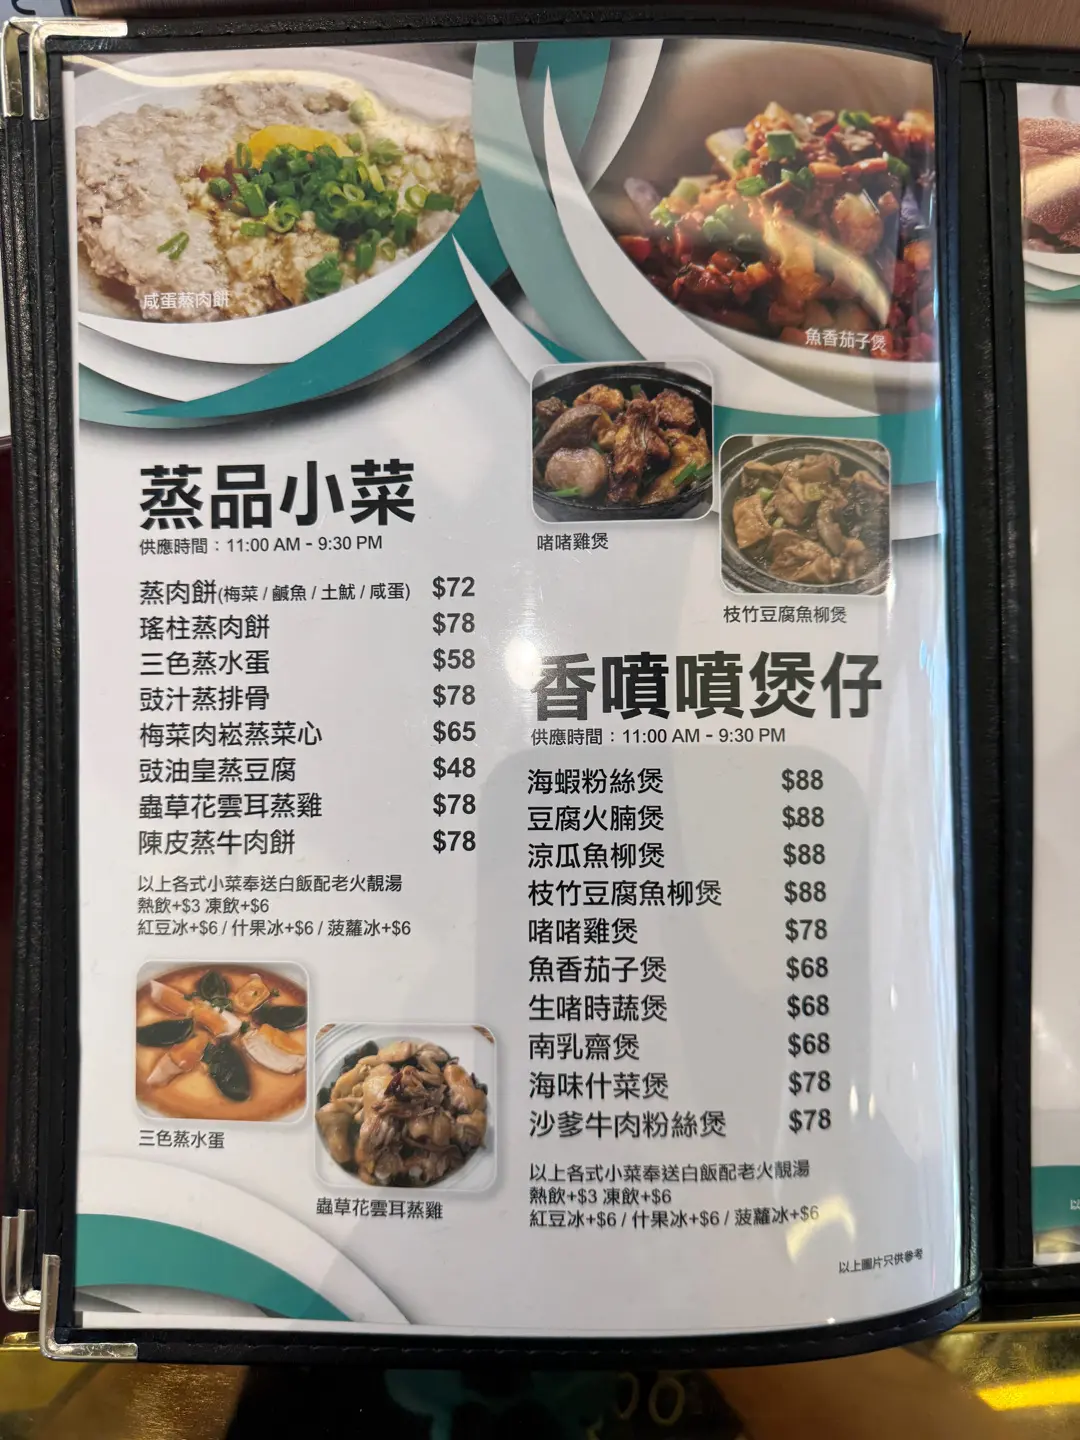 咸蛋蒸肉餅
魚香茄子煲
啫啫雞煲
枝竹豆腐魚柳煲
蒸品小菜
供應時間：11:00 AM - 9:30 PM
蒸肉餅(梅菜 / 鹹魚 / 土魷 / 咸蛋) $72
瑤柱蒸肉餅 $78
三色蒸水蛋 $58
豉汁蒸排骨 $78
梅菜肉崧蒸菜心 $65
豉油皇蒸豆腐 $48
蟲草花雲耳蒸雞 $78
陳皮蒸牛肉餅 $78
以上各式小菜奉送白飯配老火靚湯
熱飲+$3 凍飲+$6
紅豆冰+$6 / 什果冰+$6 / 菠蘿冰+$6
三色蒸水蛋
蟲草花雲耳蒸雞
香噴噴煲仔
供應時間：11:00 AM - 9:30 PM
海蝦粉絲煲 $88
豆腐火腩煲 $88
涼瓜魚柳煲 $88
枝竹豆腐魚柳煲 $88
啫啫雞煲 $78
魚香茄子煲 $68
生啫時蔬煲 $68
南乳齋煲 $68
海味什菜煲 $78
沙爹牛肉粉絲煲 $78
以上各式小菜奉送白飯配老火靚湯
熱飲+$3 凍飲+$6
紅豆冰+$6 / 什果冰+$6 / 菠蘿冰+$6
以上圖片只供參考